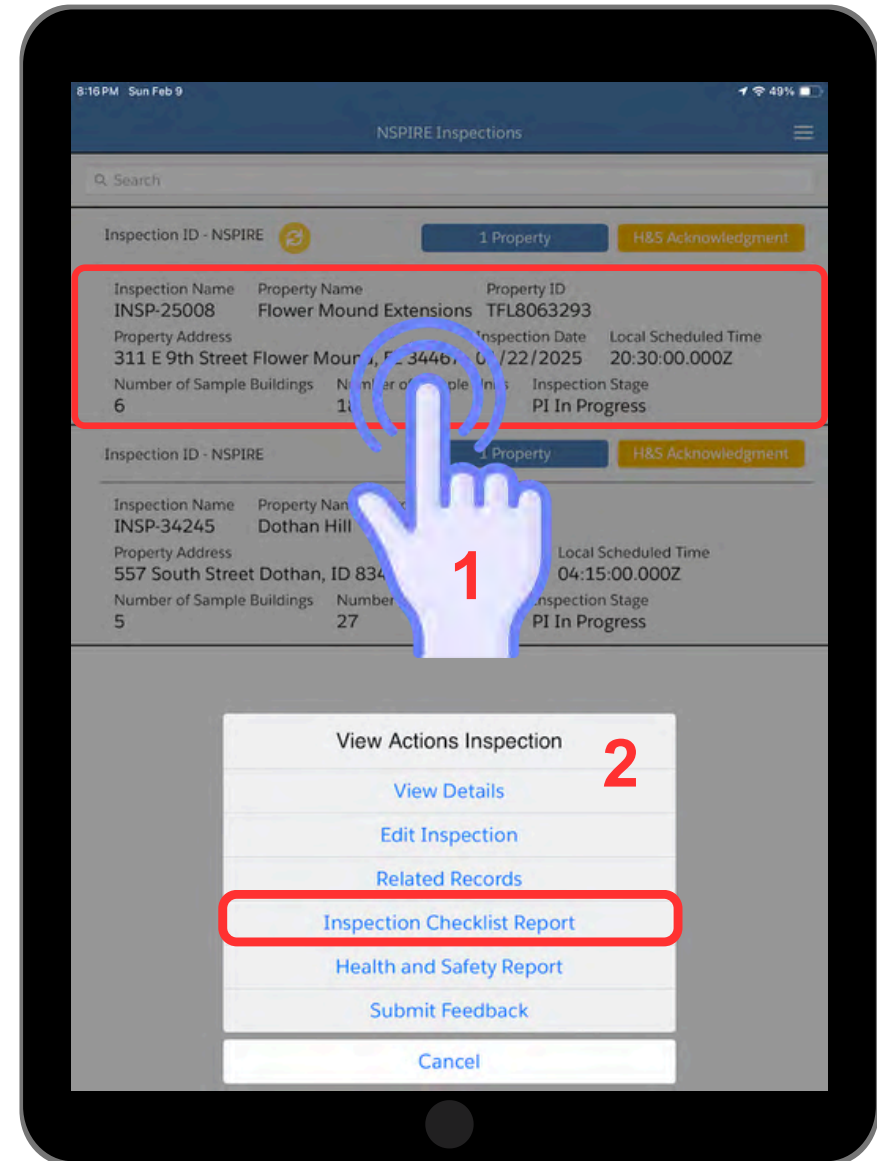 8:16 PM Sun Feb 9 49%
NSPIRE Inspections
Search
Inspection ID - NSPIRE 1 Property H&S Acknowledgment
Inspection Name Property Name Property ID
INSP-25008 Flower Mound Extensions TFL8063293
Property Address Inspection Date Local Scheduled Time
311 E 9th Street Flower Mound, /22/2025 20:30:00.000Z
Number of Sample Buildings Number of Sample Units Inspection Stage
6 PI In Progress
Inspection ID - NSPIRE 1 Property H&S Acknowledgment
Inspection Name Property
INSP-34245 Dothan Hill
Property Address Local Scheduled Time
557 South Street Dothan, ID 04:15:00.000Z
Number of Sample Buildings Number Inspection Stage
5 27 PI In Progress
1
View Actions Inspection
2
View Details
Edit Inspection
Related Records
Inspection Checklist Report
Health and Safety Report
Submit Feedback
Cancel